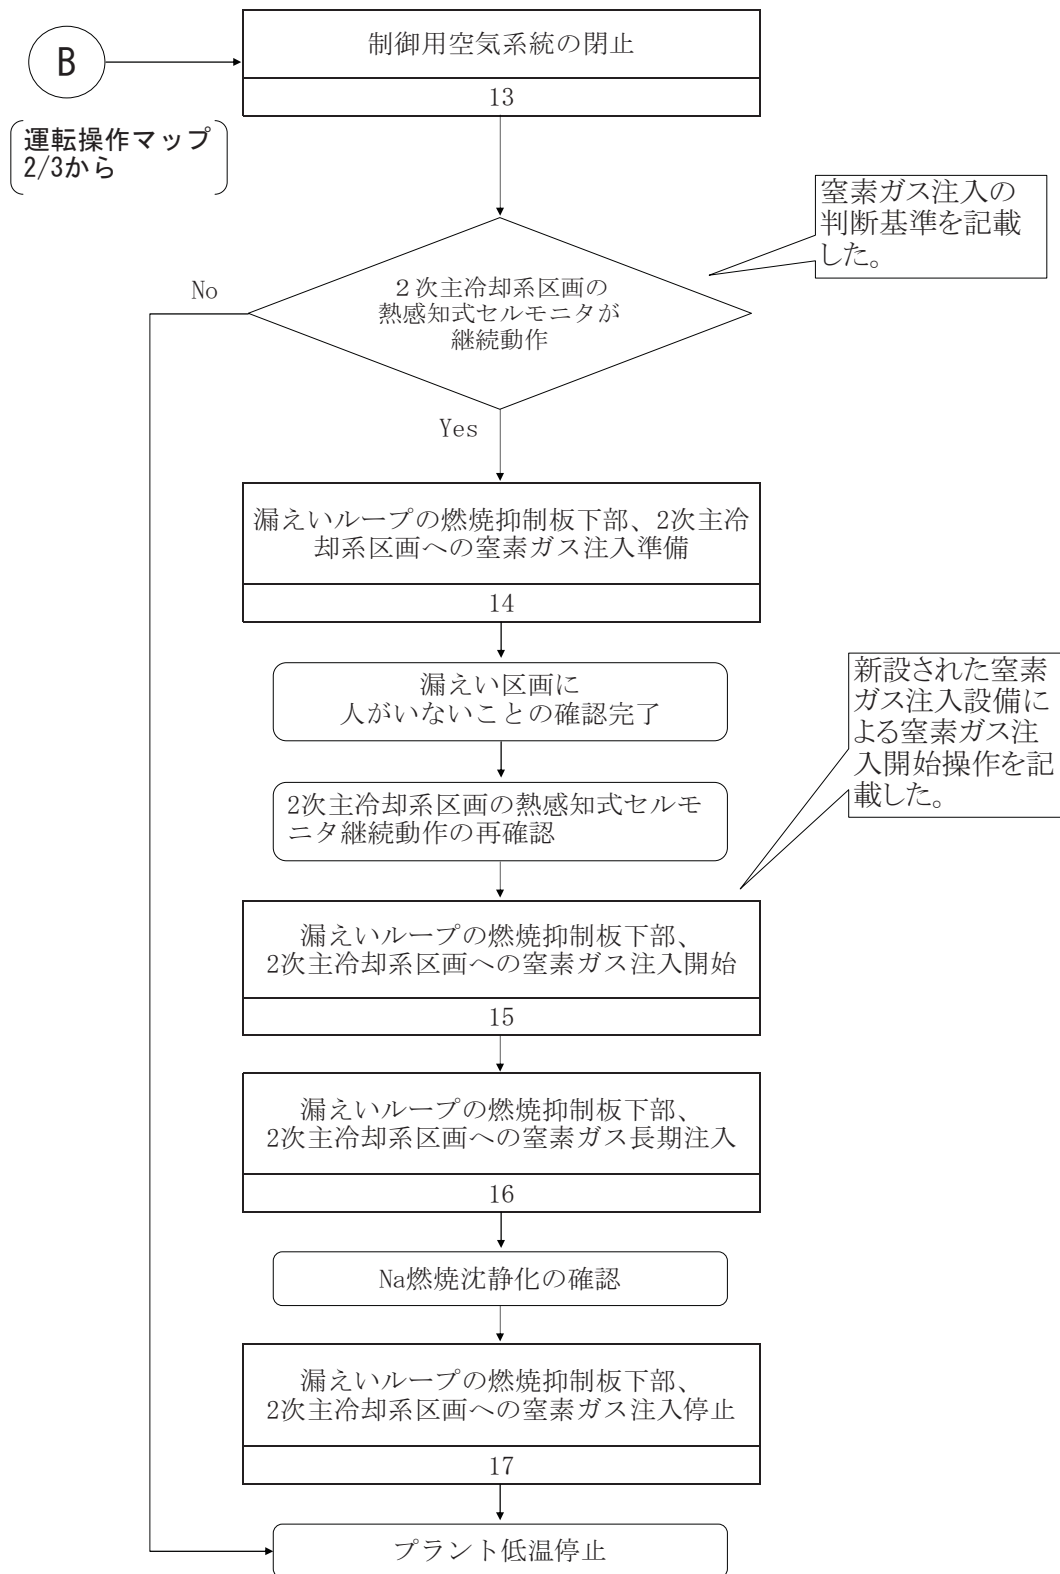 B
運転操作マップ
2/3から
制御用空気系統の閉止
13
窒素ガス注入の
判断基準を記載
した。
No
２次主冷却系区画の
熱感知式セルモニタが
継続動作
Yes
漏えいループの燃焼抑制板下部、2次主冷
却系区画への窒素ガス注入準備
14
漏えい区画に
人がいないことの確認完了
新設された窒素
ガス注入設備に
よる窒素ガス注
入開始操作を記
載した。
2次主冷却系区画の熱感知式セルモ
ニタ継続動作の再確認
漏えいループの燃焼抑制板下部、
2次主冷却系区画への窒素ガス注入開始
15
漏えいループの燃焼抑制板下部、
2次主冷却系区画への窒素ガス長期注入
16
Na燃焼沈静化の確認
漏えいループの燃焼抑制板下部、
2次主冷却系区画への窒素ガス注入停止
17
プラント低温停止